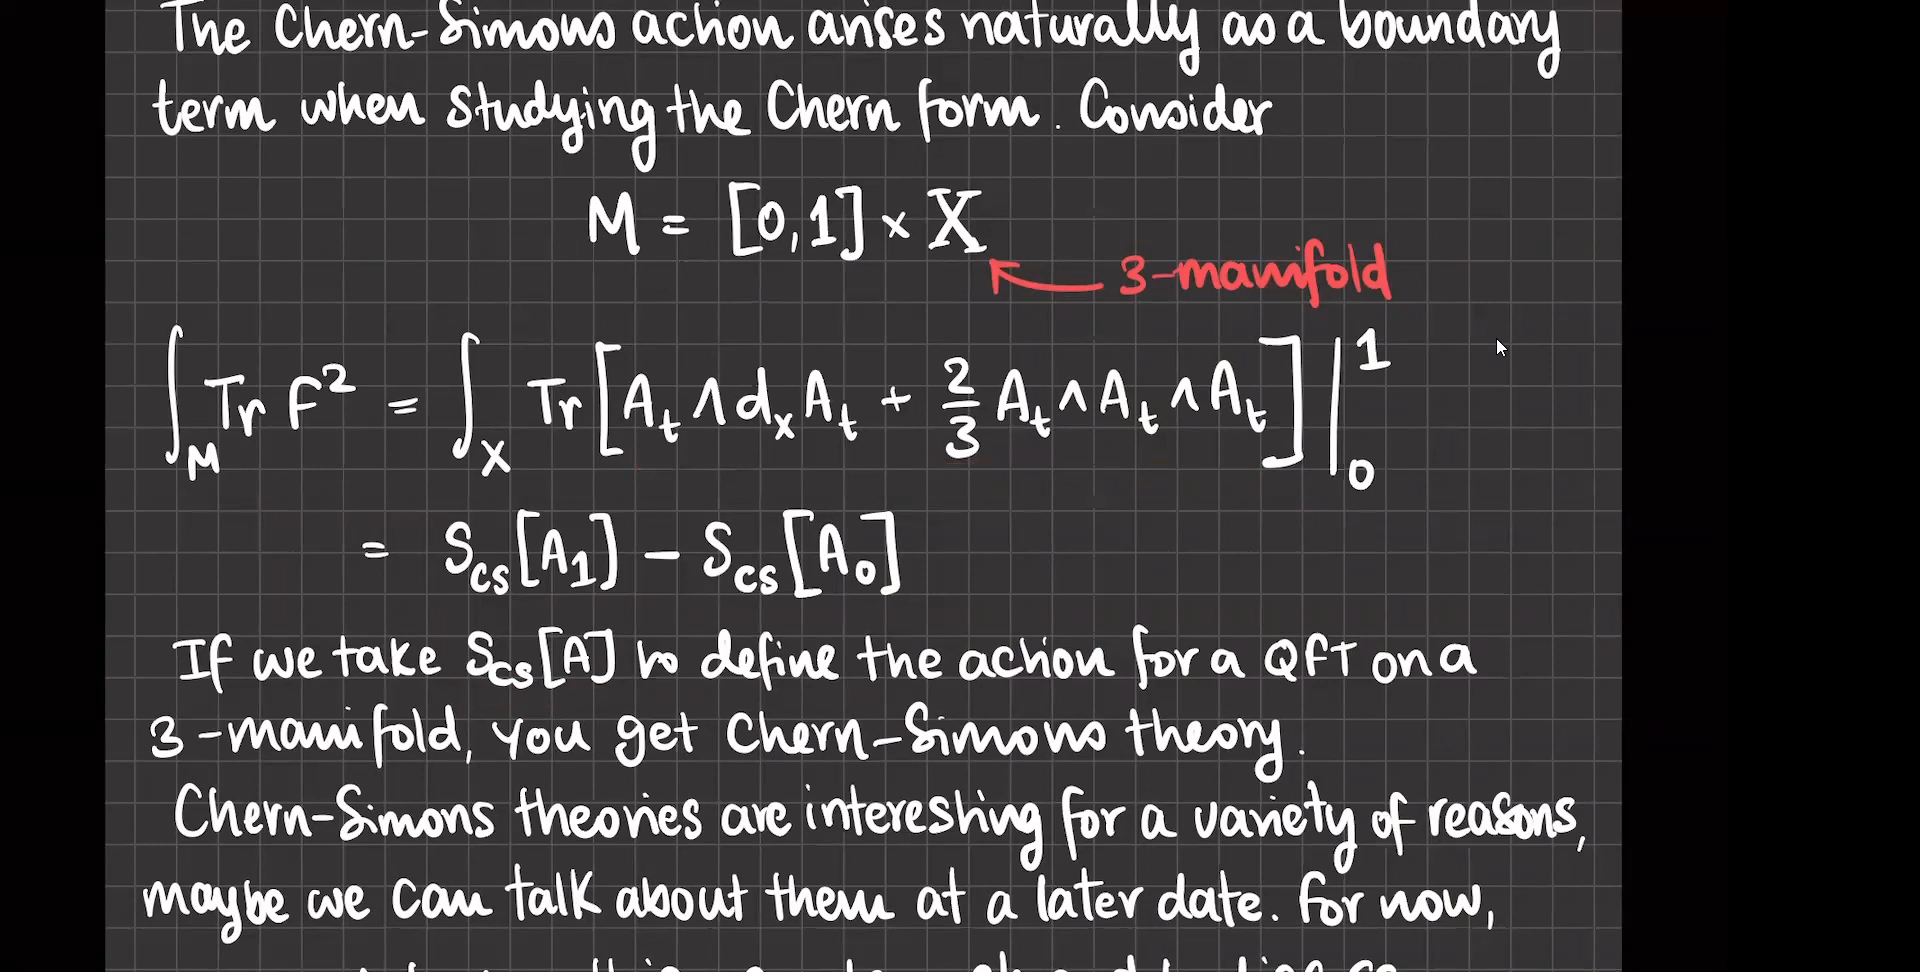 The Chern-Simons action arises naturally as a boundary
term when studying the Chern form. Consider
M = [0,1] × X
3-manifold
∫_M Tr F² = ∫_X Tr[A_t ∧ d_x A_t + 2/3 A_t ∧ A_t ∧ A_t] |_0^1
= S_CS[A_1] − S_CS[A_0]
If we take S_CS[A] to define the action for a QFT on a
3-manifold, you get Chern-Simons theory.
Chern-Simons theories are interesting for a variety of reasons,
maybe we can talk about them at a later date. For now,